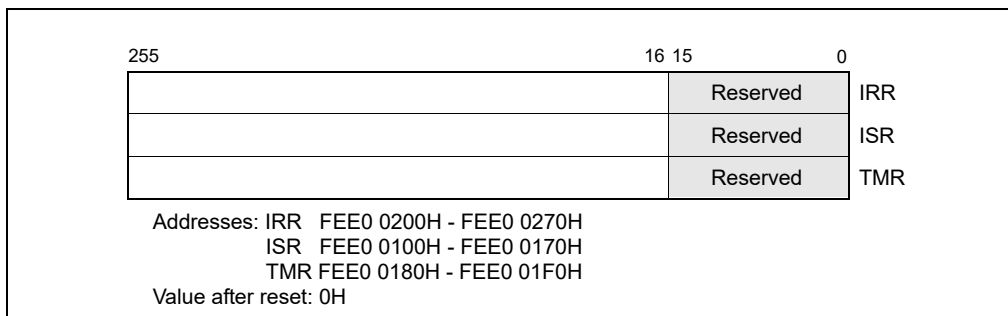 255 16 15 0
Reserved IRR
Reserved ISR
Reserved TMR
Addresses: IRR FEE0 0200H - FEE0 0270H
ISR FEE0 0100H - FEE0 0170H
TMR FEE0 0180H - FEE0 01F0H
Value after reset: 0H